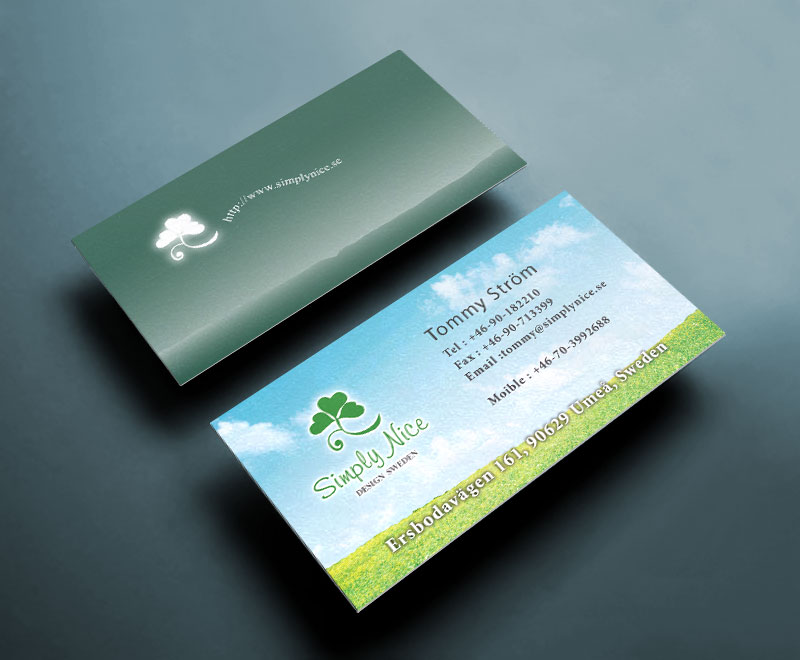 http://www.simplynice.se
Tommy Ström
Tel : +46-90-182210
Fax : +46-90-713399
Email :tommy@simplynice.se
Moible : +46-70-3992688
Simply Nice
DESIGN SWEDEN
Ersbodavägen 161, 90629 Umeå, Sweden